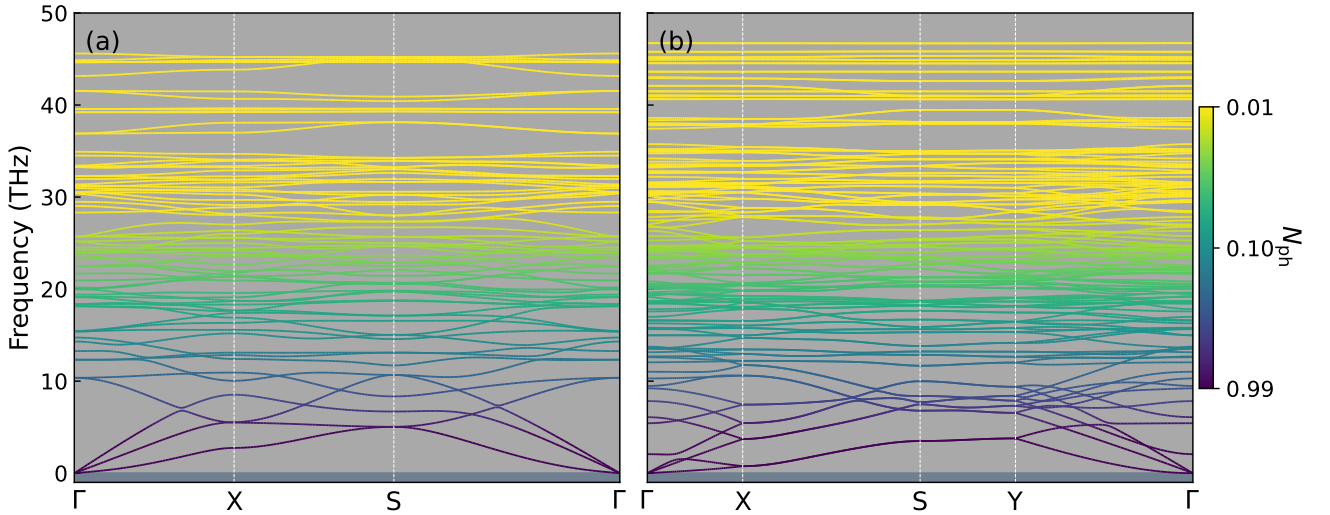 (a)
(b)
50
40
30
20
10
0
Frequency (THz)
Γ X S Γ
Γ X S Y Γ
0.01
0.10
0.99
N_ph